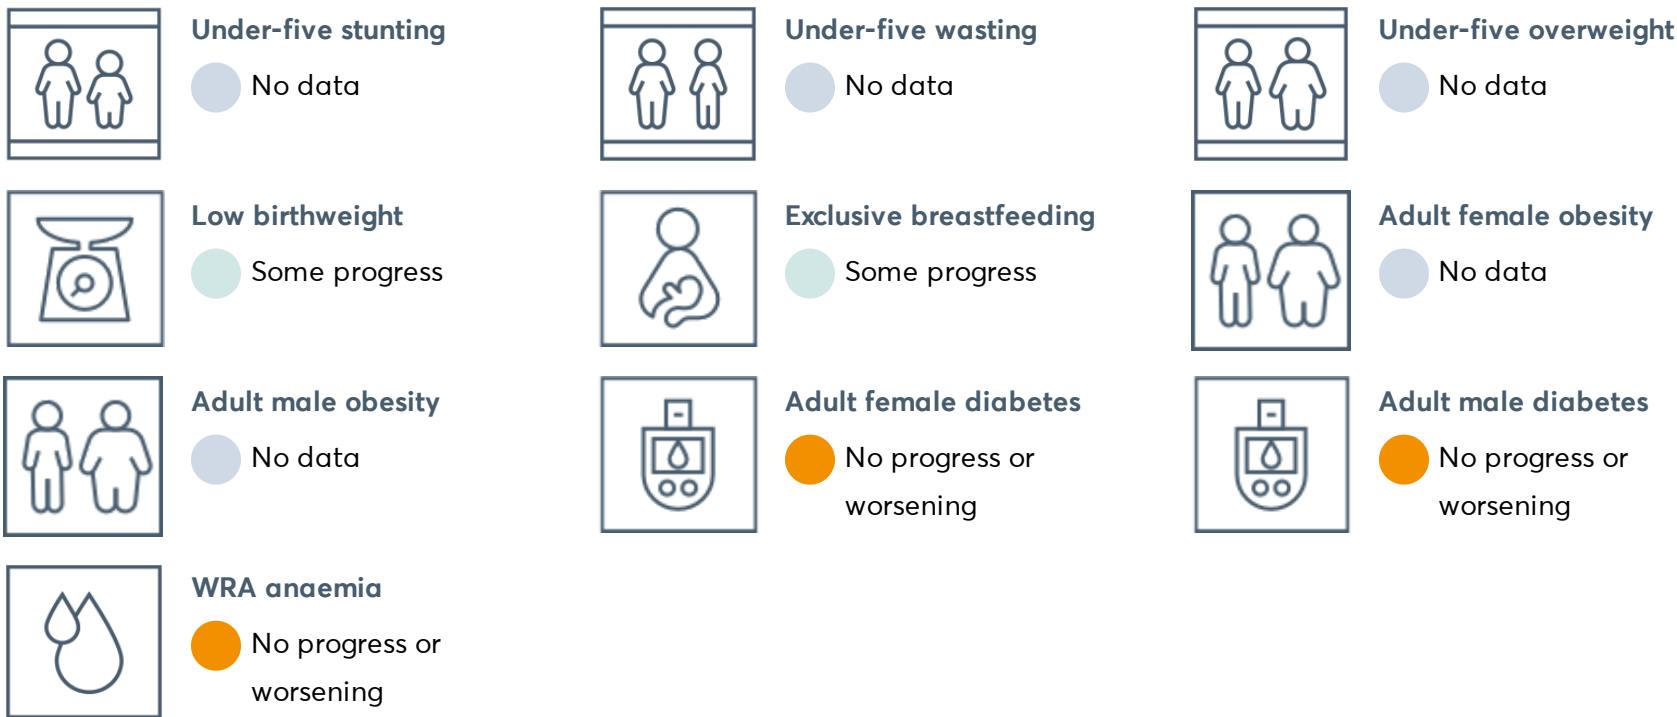 Under-five stunting
No data
Under-five wasting
No data
Under-five overweight
No data
Low birthweight
Some progress
Exclusive breastfeeding
Some progress
Adult female obesity
No data
Adult male obesity
No data
Adult female diabetes
No progress or
worsening
Adult male diabetes
No progress or
worsening
WRA anaemia
No progress or
worsening